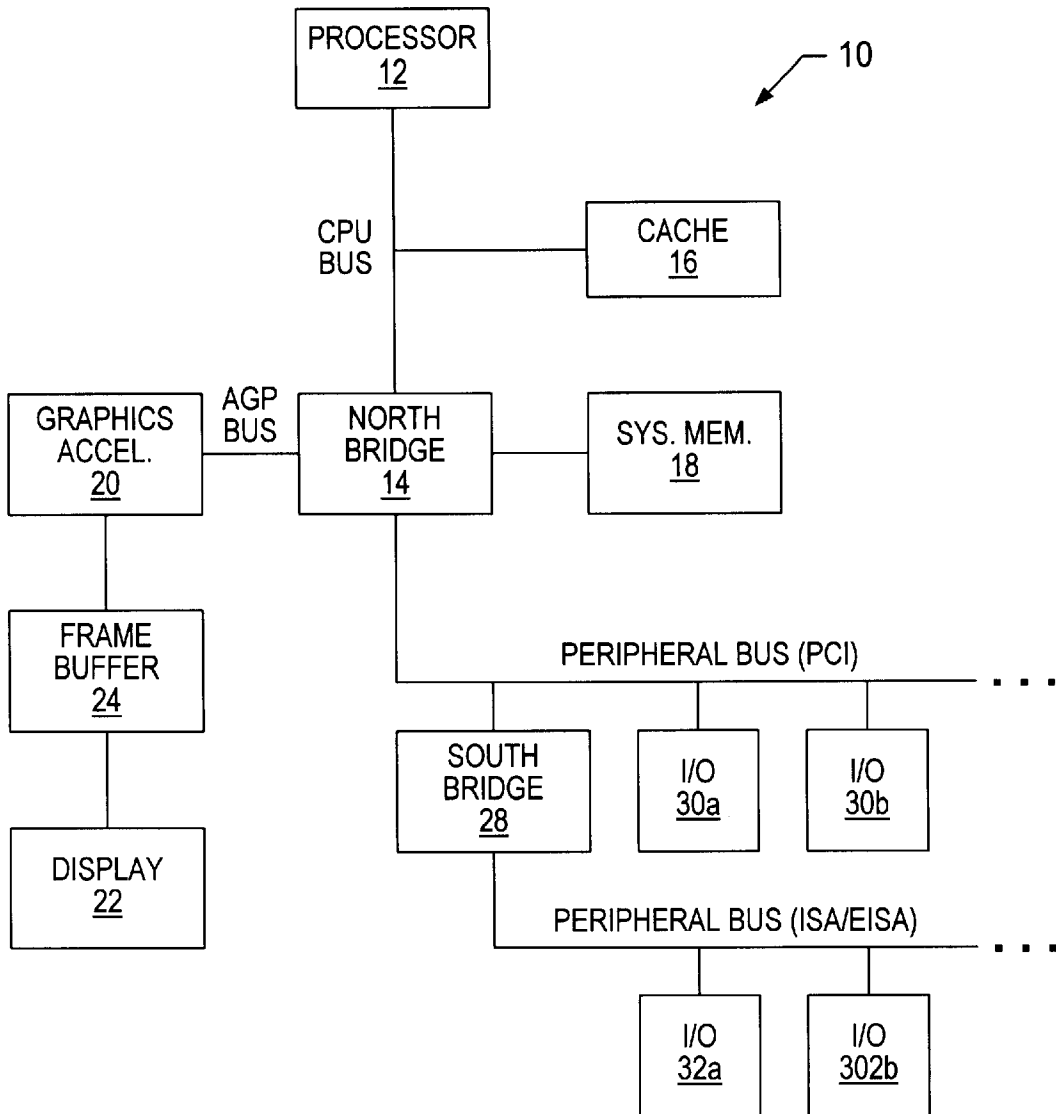 PROCESSOR
12
10
CPU
BUS
CACHE
16
GRAPHICS
ACCEL.
20
AGP
BUS
NORTH
BRIDGE
14
SYS. MEM.
18
FRAME
BUFFER
24
PERIPHERAL BUS (PCI)
SOUTH
BRIDGE
28
I/O
30a
I/O
30b
DISPLAY
22
PERIPHERAL BUS (ISA/EISA)
I/O
32a
I/O
302b